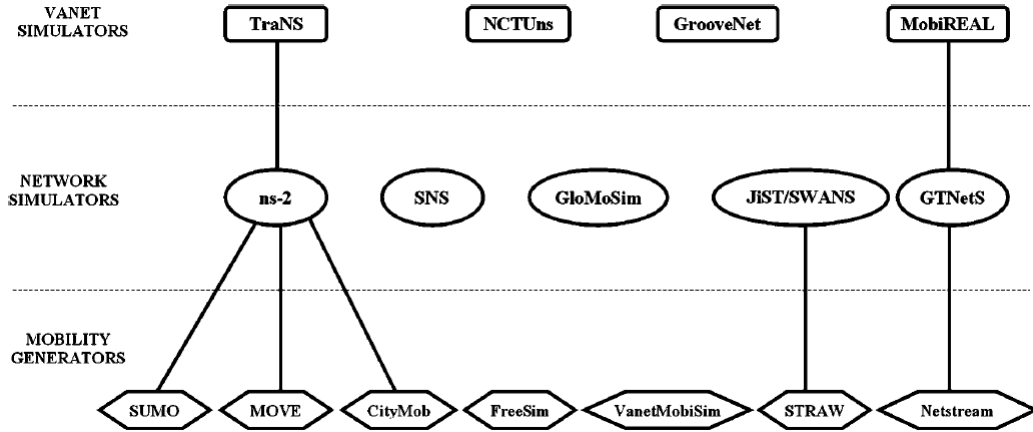 VANET
SIMULATORS
TraNS
NCTUns
GrooveNet
MobiREAL
NETWORK
SIMULATORS
ns-2
SNS
GloMoSim
JiST/SWANS
GTNetS
MOBILITY
GENERATORS
SUMO
MOVE
CityMob
FreeSim
VanetMobiSim
STRAW
Netstream